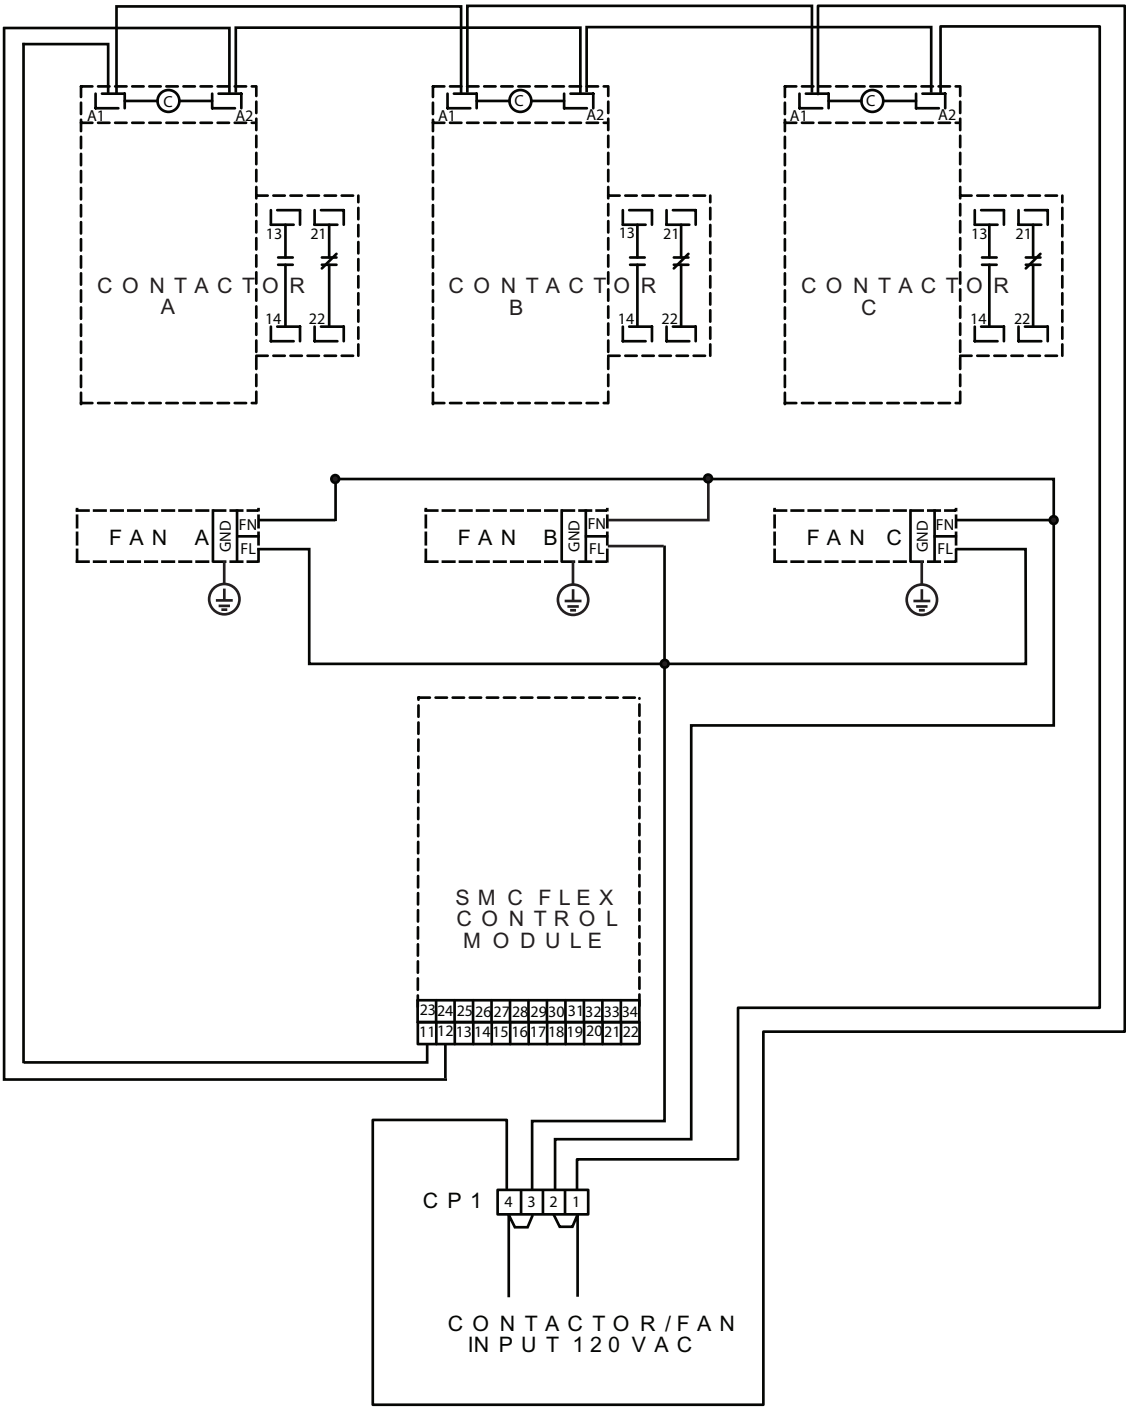 C C C
A1 A2 A1 A2 A1 A2
13 21 13 21 13 21
CONTACTOR A
CONTACTOR B
CONTACTOR C
14 22 14 22 14 22
FAN A GND FN FL
FAN B GND FN FL
FAN C GND FN FL
SMC FLEX
CONTROL
MODULE
23 24 25 26 27 28 29 30 31 32 33 34
11 12 13 14 15 16 17 18 19 20 21 22
CP1 4 3 2 1
CONTACTOR/FAN
INPUT 120 VAC